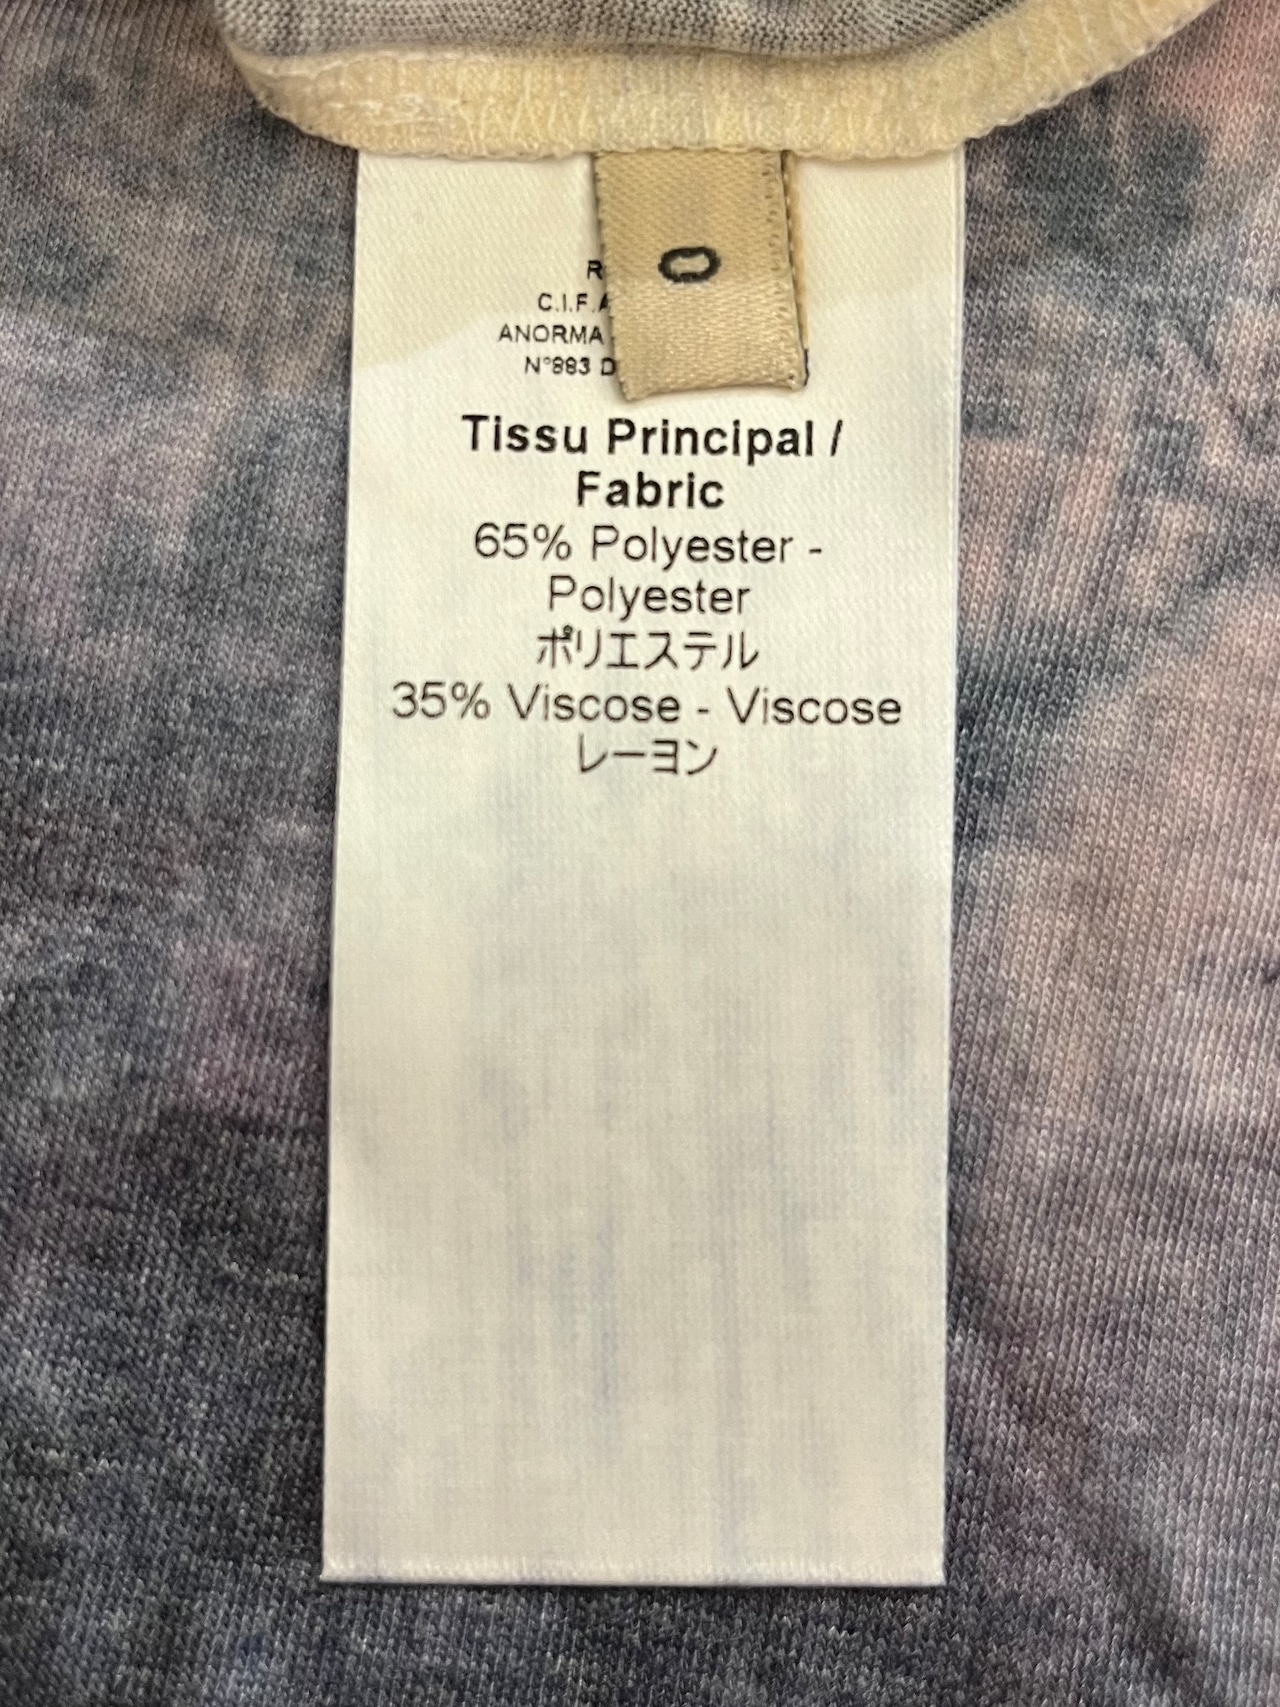 0
C.I.F.
ANORMA
N°883
Tissu Principal /
Fabric
65% Polyester -
Polyester
ポリエステル
35% Viscose - Viscose
レーヨン